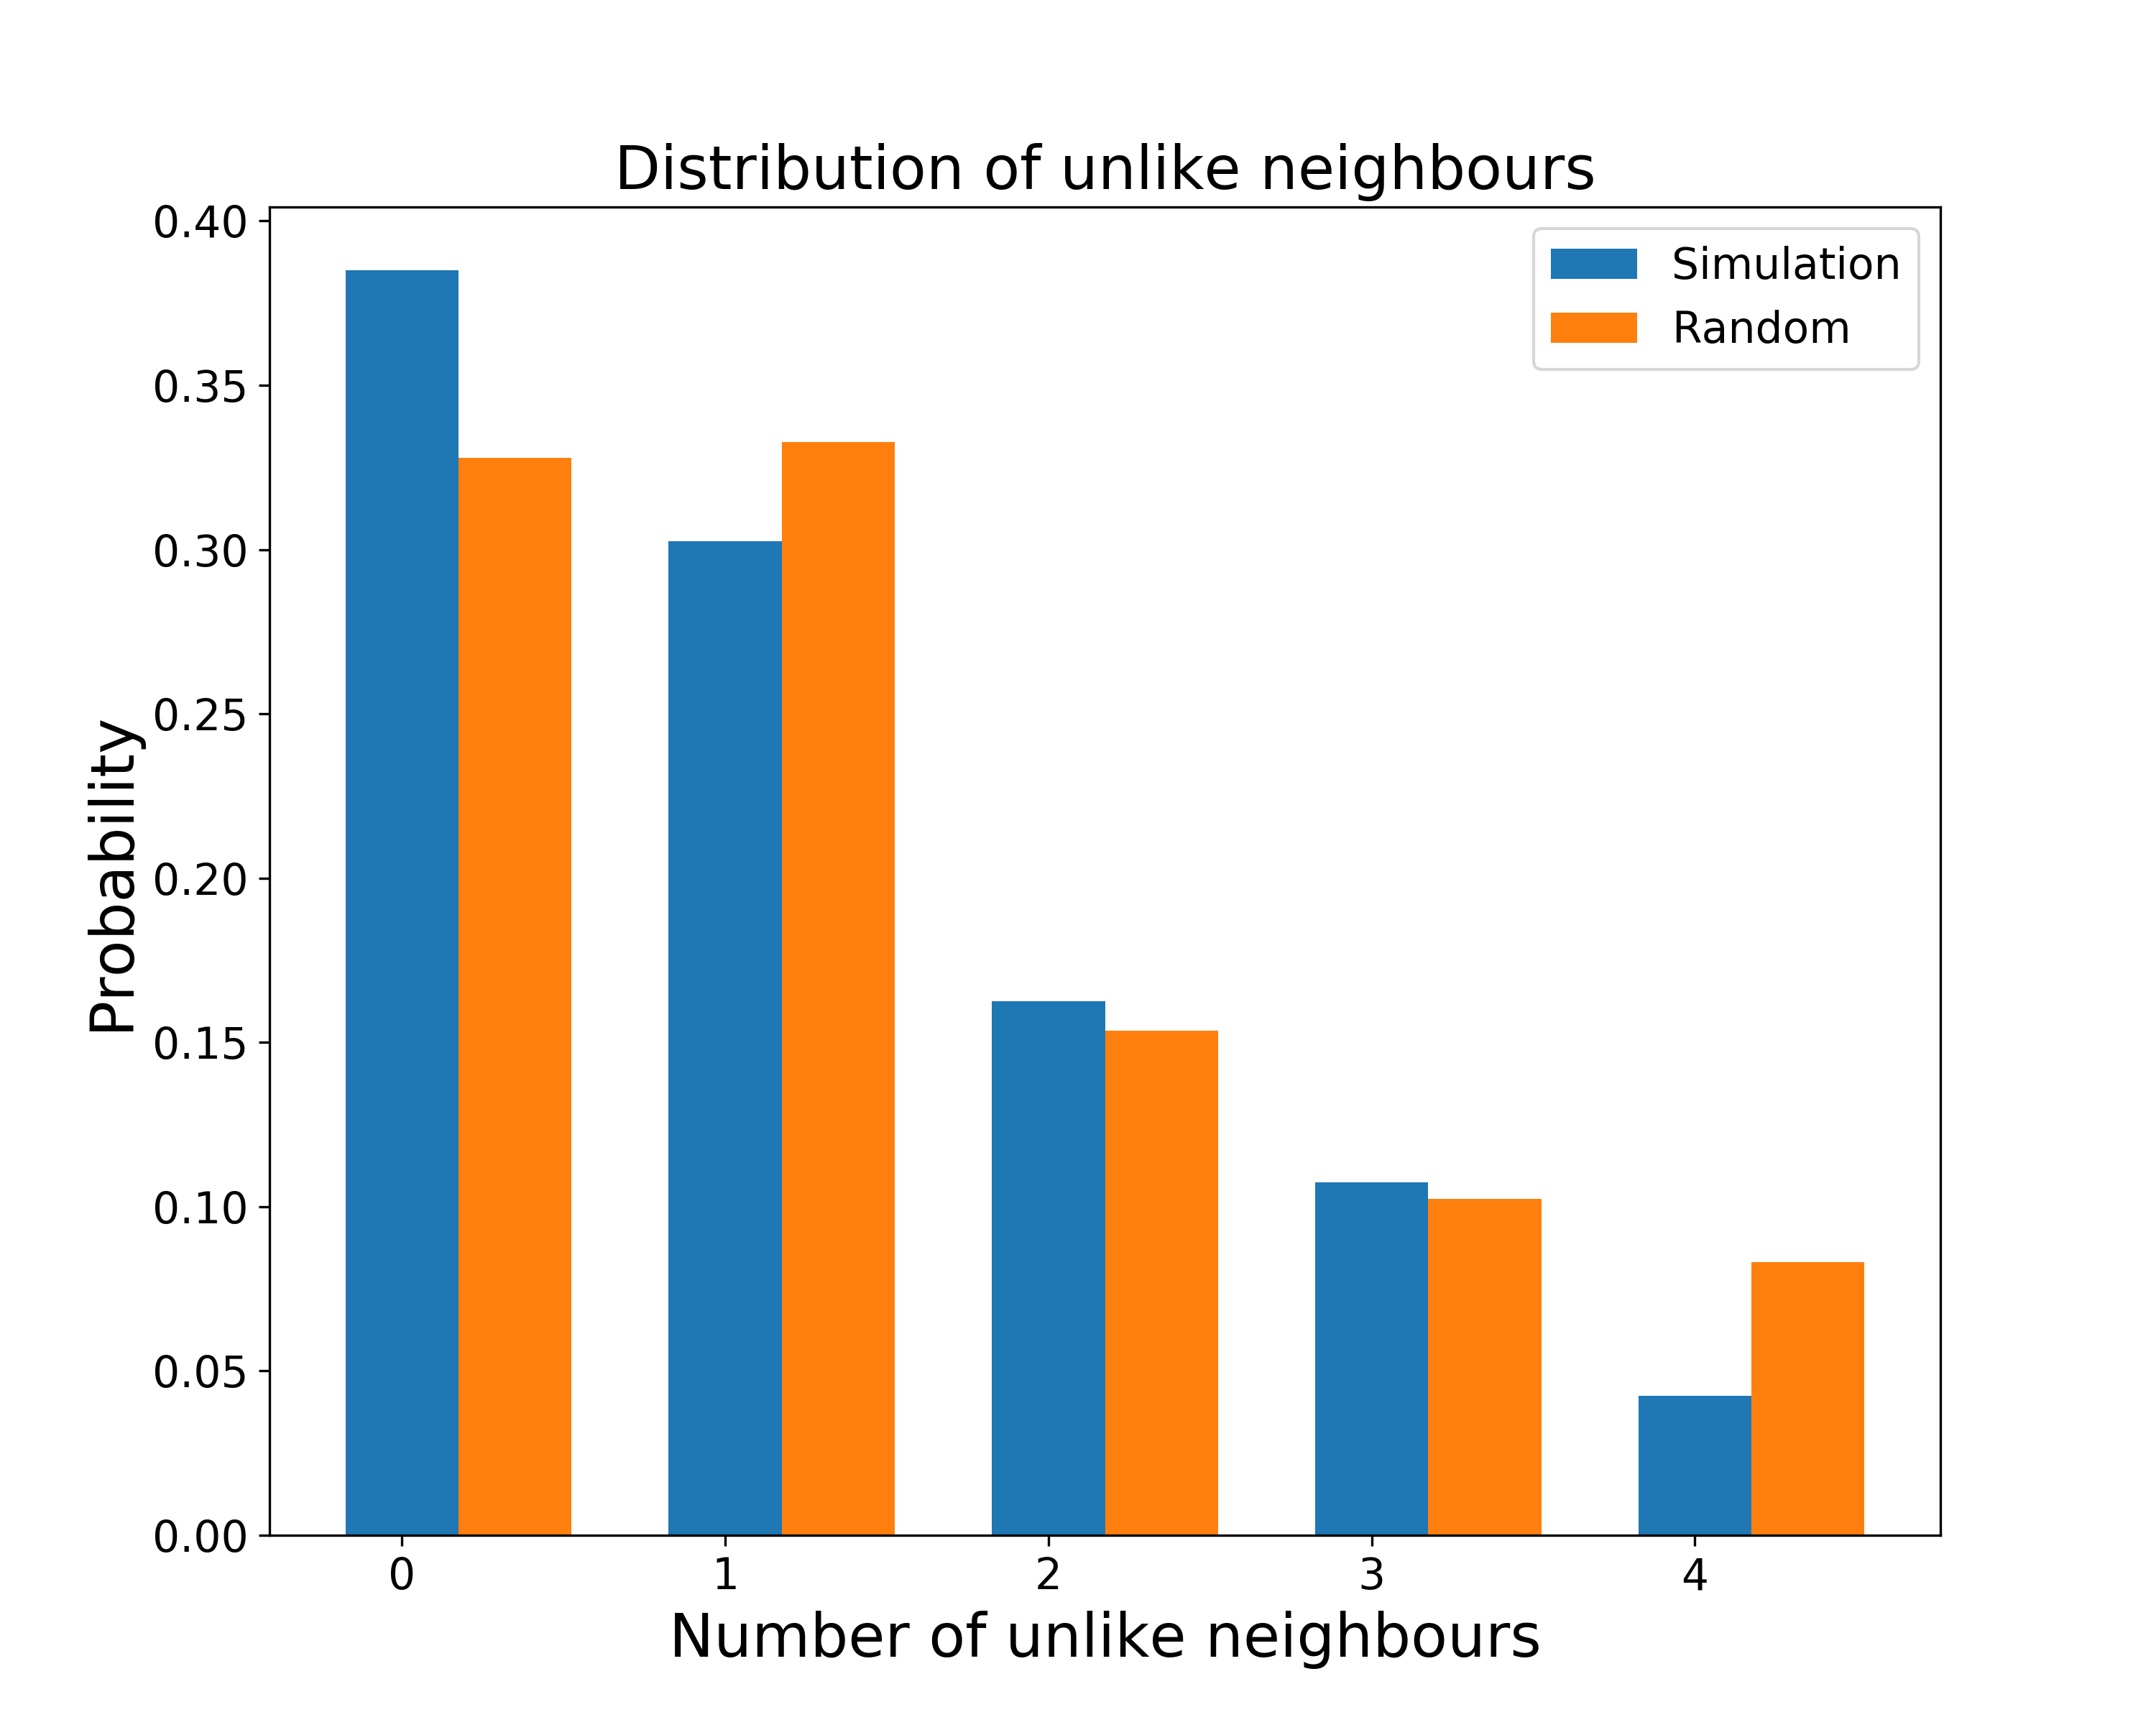 Distribution of unlike neighbours
Simulation
Random
Probability
0.40
0.35
0.30
0.25
0.20
0.15
0.10
0.05
0.00
0 1 2 3 4
Number of unlike neighbours